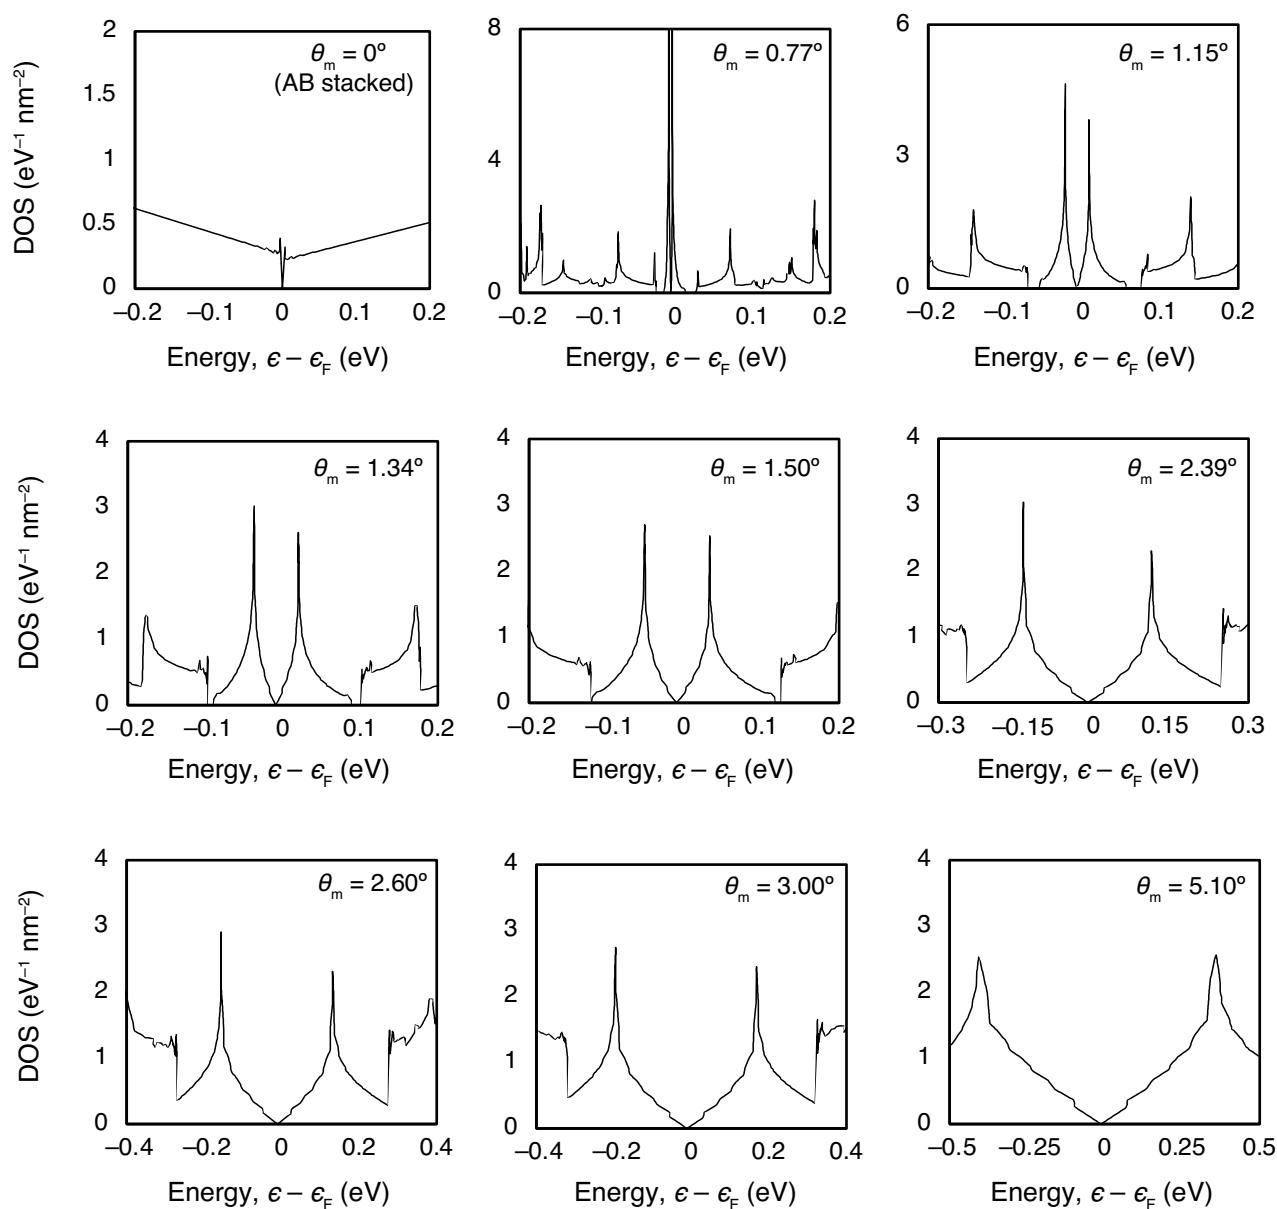 DOS (eV⁻¹ nm⁻²)
2
1.5
1
0.5
0
θm = 0º
(AB stacked)
–0.2 –0.1 0 0.1 0.2
Energy, ϵ – ϵF (eV)
8
4
0
θm = 0.77º
–0.2 –0.1 0 0.1 0.2
Energy, ϵ – ϵF (eV)
6
3
0
θm = 1.15º
–0.2 –0.1 0 0.1 0.2
Energy, ϵ – ϵF (eV)
DOS (eV⁻¹ nm⁻²)
4
3
2
1
0
θm = 1.34º
–0.2 –0.1 0 0.1 0.2
Energy, ϵ – ϵF (eV)
4
3
2
1
0
θm = 1.50º
–0.2 –0.1 0 0.1 0.2
Energy, ϵ – ϵF (eV)
4
3
2
1
0
θm = 2.39º
–0.3 –0.15 0 0.15 0.3
Energy, ϵ – ϵF (eV)
DOS (eV⁻¹ nm⁻²)
4
3
2
1
0
θm = 2.60º
–0.4 –0.2 0 0.2 0.4
Energy, ϵ – ϵF (eV)
4
3
2
1
0
θm = 3.00º
–0.4 –0.2 0 0.2 0.4
Energy, ϵ – ϵF (eV)
4
3
2
1
0
θm = 5.10º
–0.5 –0.25 0 0.25 0.5
Energy, ϵ – ϵF (eV)